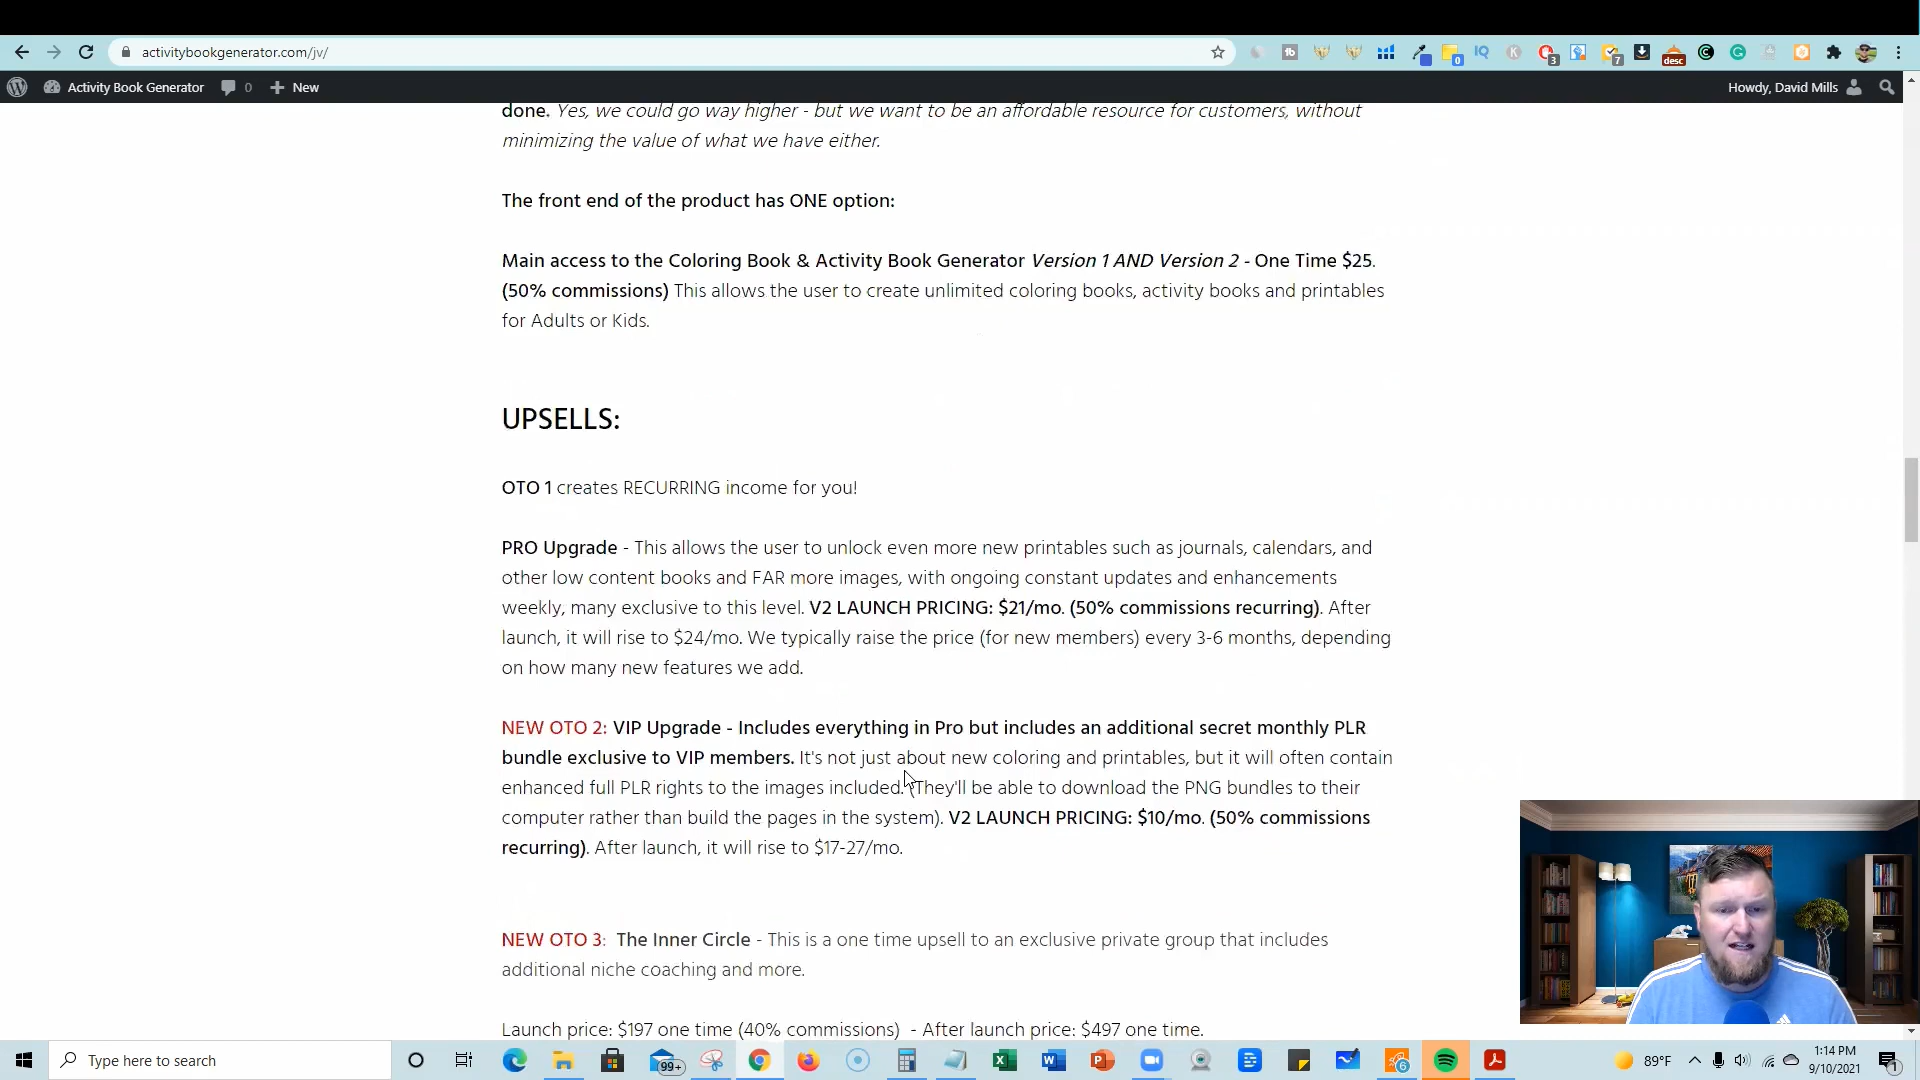 activitybookgenerator.com/jv/
0
3
7
desc
Activity Book Generator 0 New Howdy, David Mills
done. Yes, we could go way higher - but we want to be an affordable resource for customers, without
minimizing the value of what we have either.
The front end of the product has ONE option:
Main access to the Coloring Book & Activity Book Generator Version 1 AND Version 2 - One Time $25.
(50% commissions) This allows the user to create unlimited coloring books, activity books and printables
for Adults or Kids.
UPSELLS:
OTO 1 creates RECURRING income for you!
PRO Upgrade - This allows the user to unlock even more new printables such as journals, calendars, and
other low content books and FAR more images, with ongoing constant updates and enhancements
weekly, many exclusive to this level. V2 LAUNCH PRICING: $21/mo. (50% commissions recurring). After
launch, it will rise to $24/mo. We typically raise the price (for new members) every 3-6 months, depending
on how many new features we add.
NEW OTO 2: VIP Upgrade - Includes everything in Pro but includes an additional secret monthly PLR
bundle exclusive to VIP members. It's not just about new coloring and printables, but it will often contain
enhanced full PLR rights to the images included. (They'll be able to download the PNG bundles to their
computer rather than build the pages in the system). V2 LAUNCH PRICING: $10/mo. (50% commissions
recurring). After launch, it will rise to $17-27/mo.
NEW OTO 3: The Inner Circle - This is a one time upsell to an exclusive private group that includes
additional niche coaching and more.
Launch price: $197 one time (40% commissions) - After launch price: $497 one time.
Type here to search
99+
6
89°F
1:14 PM
9/10/2021
1